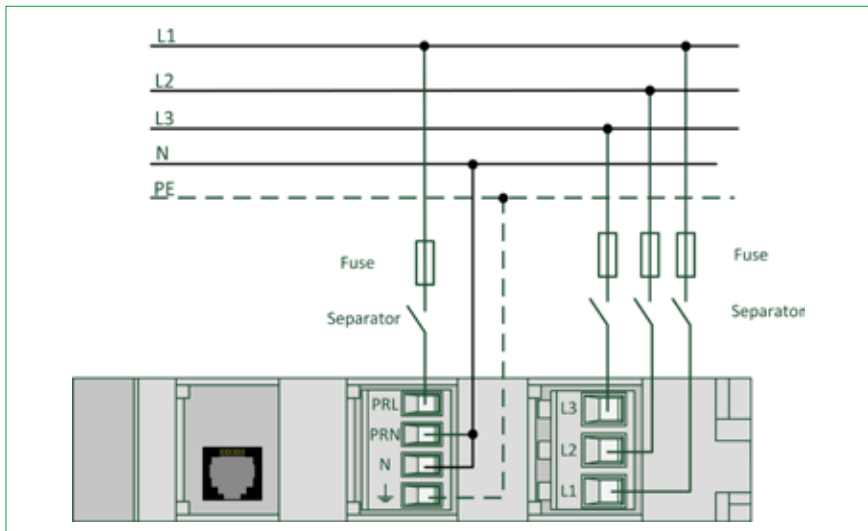 L1
L2
L3
N
PE
Fuse
Fuse
Separator
Separator
PRL
PRN
N
L3
L2
L1